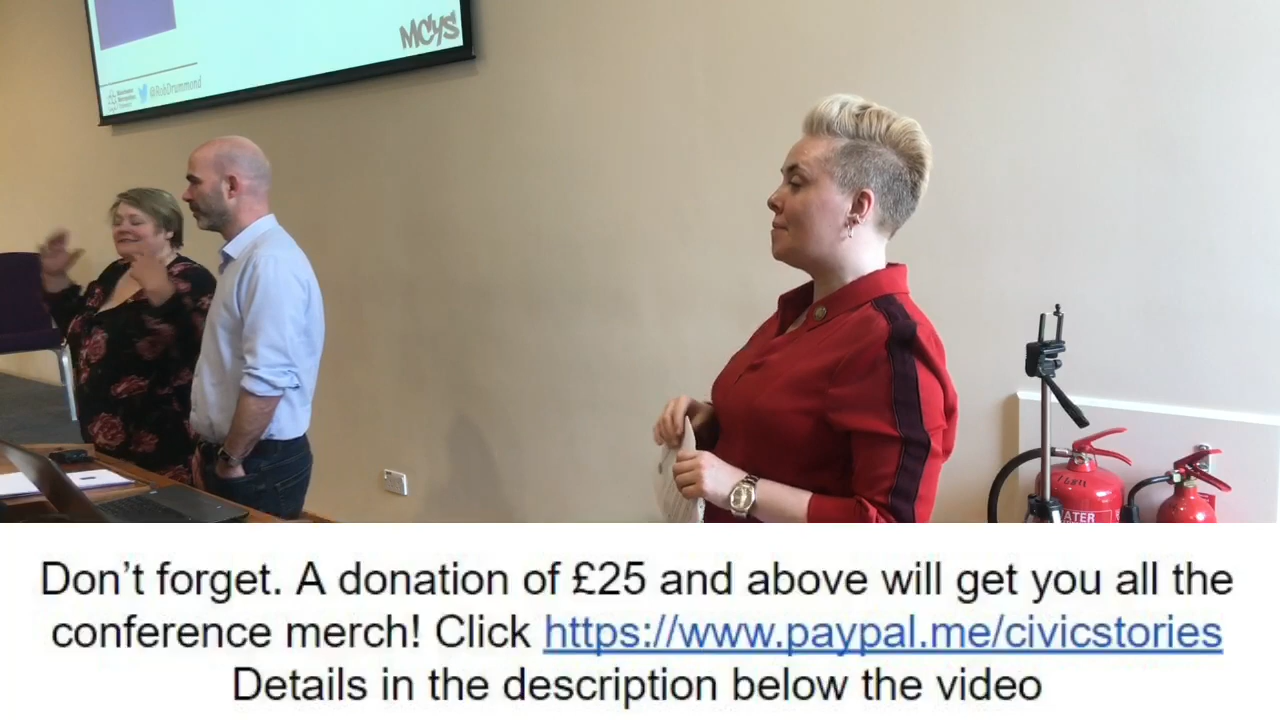 MCYS
@RobDrummond
WATER
Don't forget. A donation of £25 and above will get you all the
conference merch! Click https://www.paypal.me/civicstories
Details in the description below the video